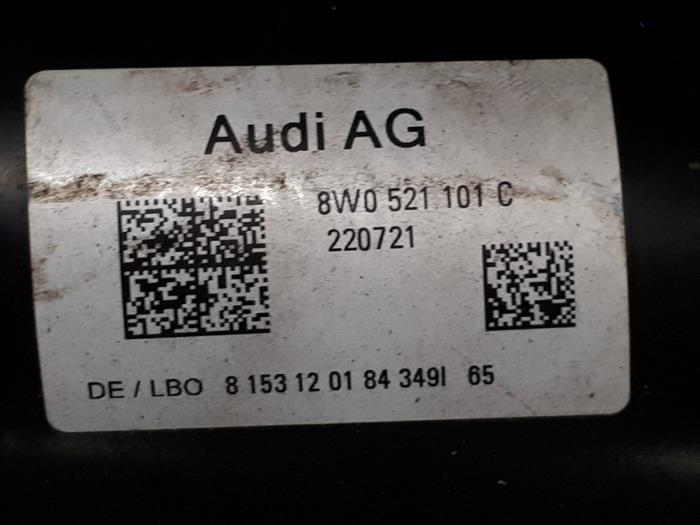 Audi AG
8W0 521 101 C
220721
DE / LBO 8 153 12 01 84 349I 65